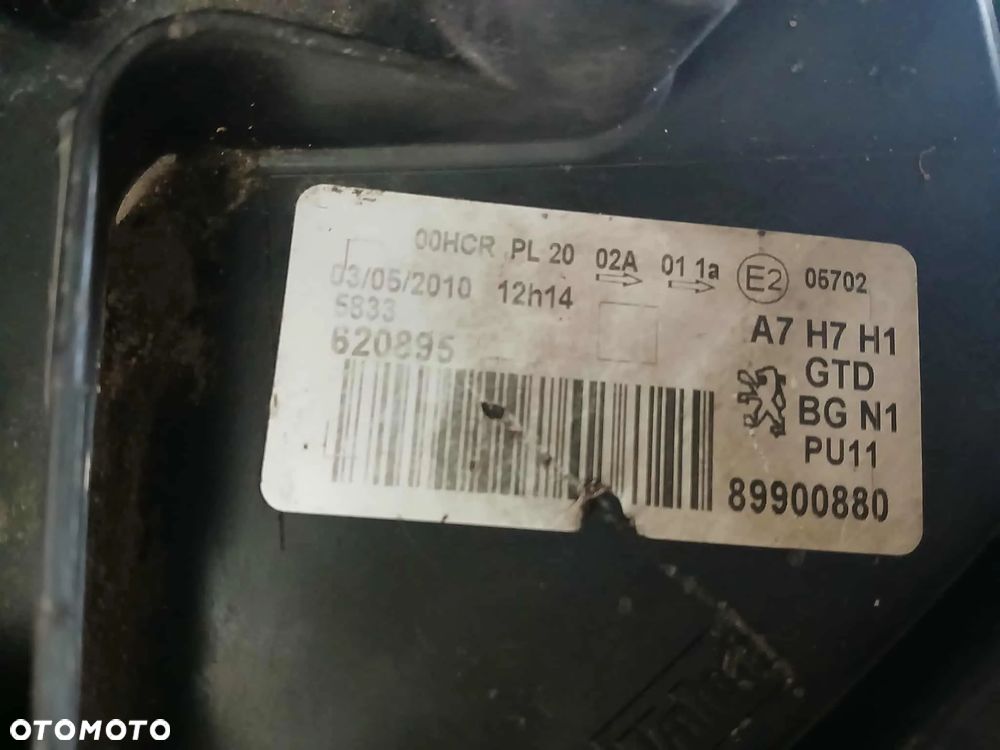 00HCR PL 20 02A 01 1a E2 05702
03/05/2010 12h14
5833
620895
A7 H7 H1
GTD
BG N1
PU11
89900880
OTOMOTO